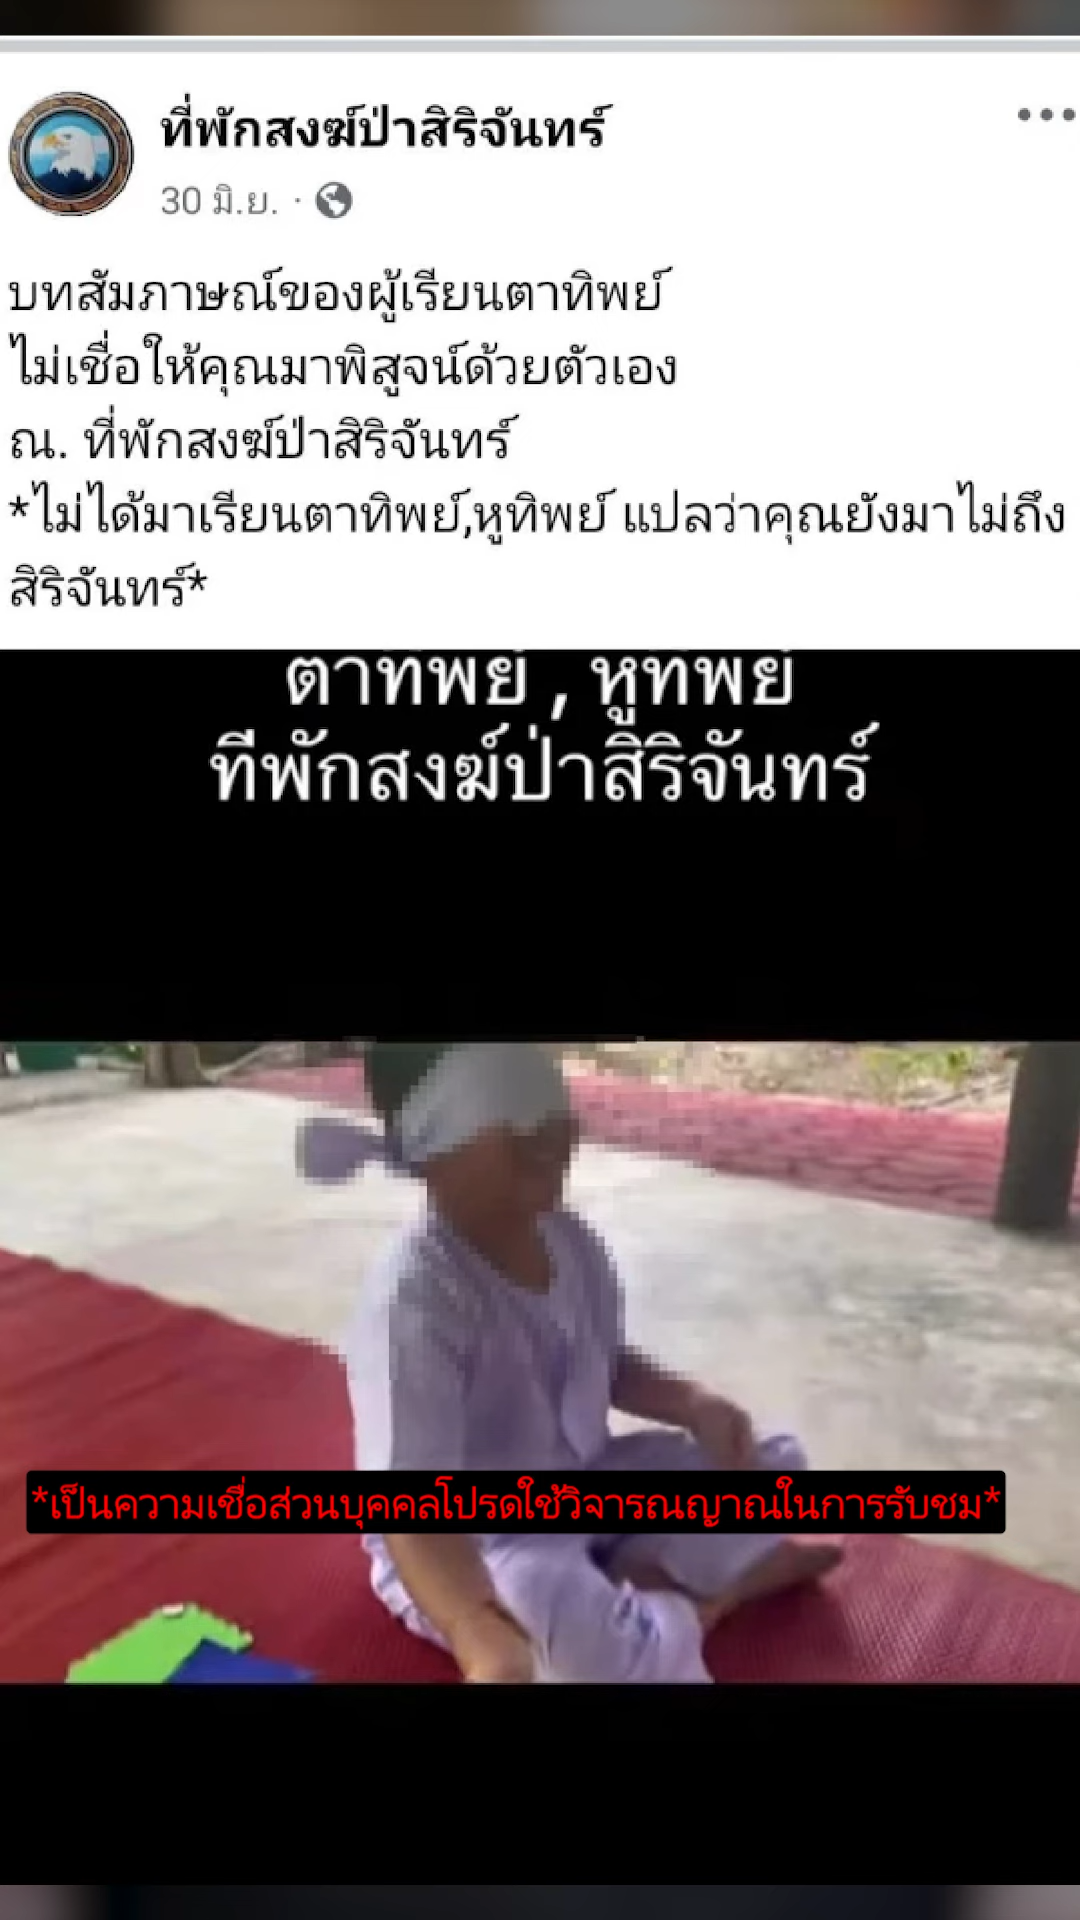 ที่พักสงฆ์ป่าสิริจันทร์
30 มิ.ย. ·
บทสัมภาษณ์ของผู้เรียนตาทิพย์
ไม่เชื่อให้คุณมาพิสูจน์ด้วยตัวเอง
ณ. ที่พักสงฆ์ป่าสิริจันทร์
*ไม่ได้มาเรียนตาทิพย์,หูทิพย์ แปลว่าคุณยังมาไม่ถึง
สิริจันทร์*
ตาทิพย์ , หูทิพย์
ที่พักสงฆ์ป่าสิริจันทร์
*เป็นความเชื่อส่วนบุคคลโปรดใช้วิจารณญาณในการรับชม*